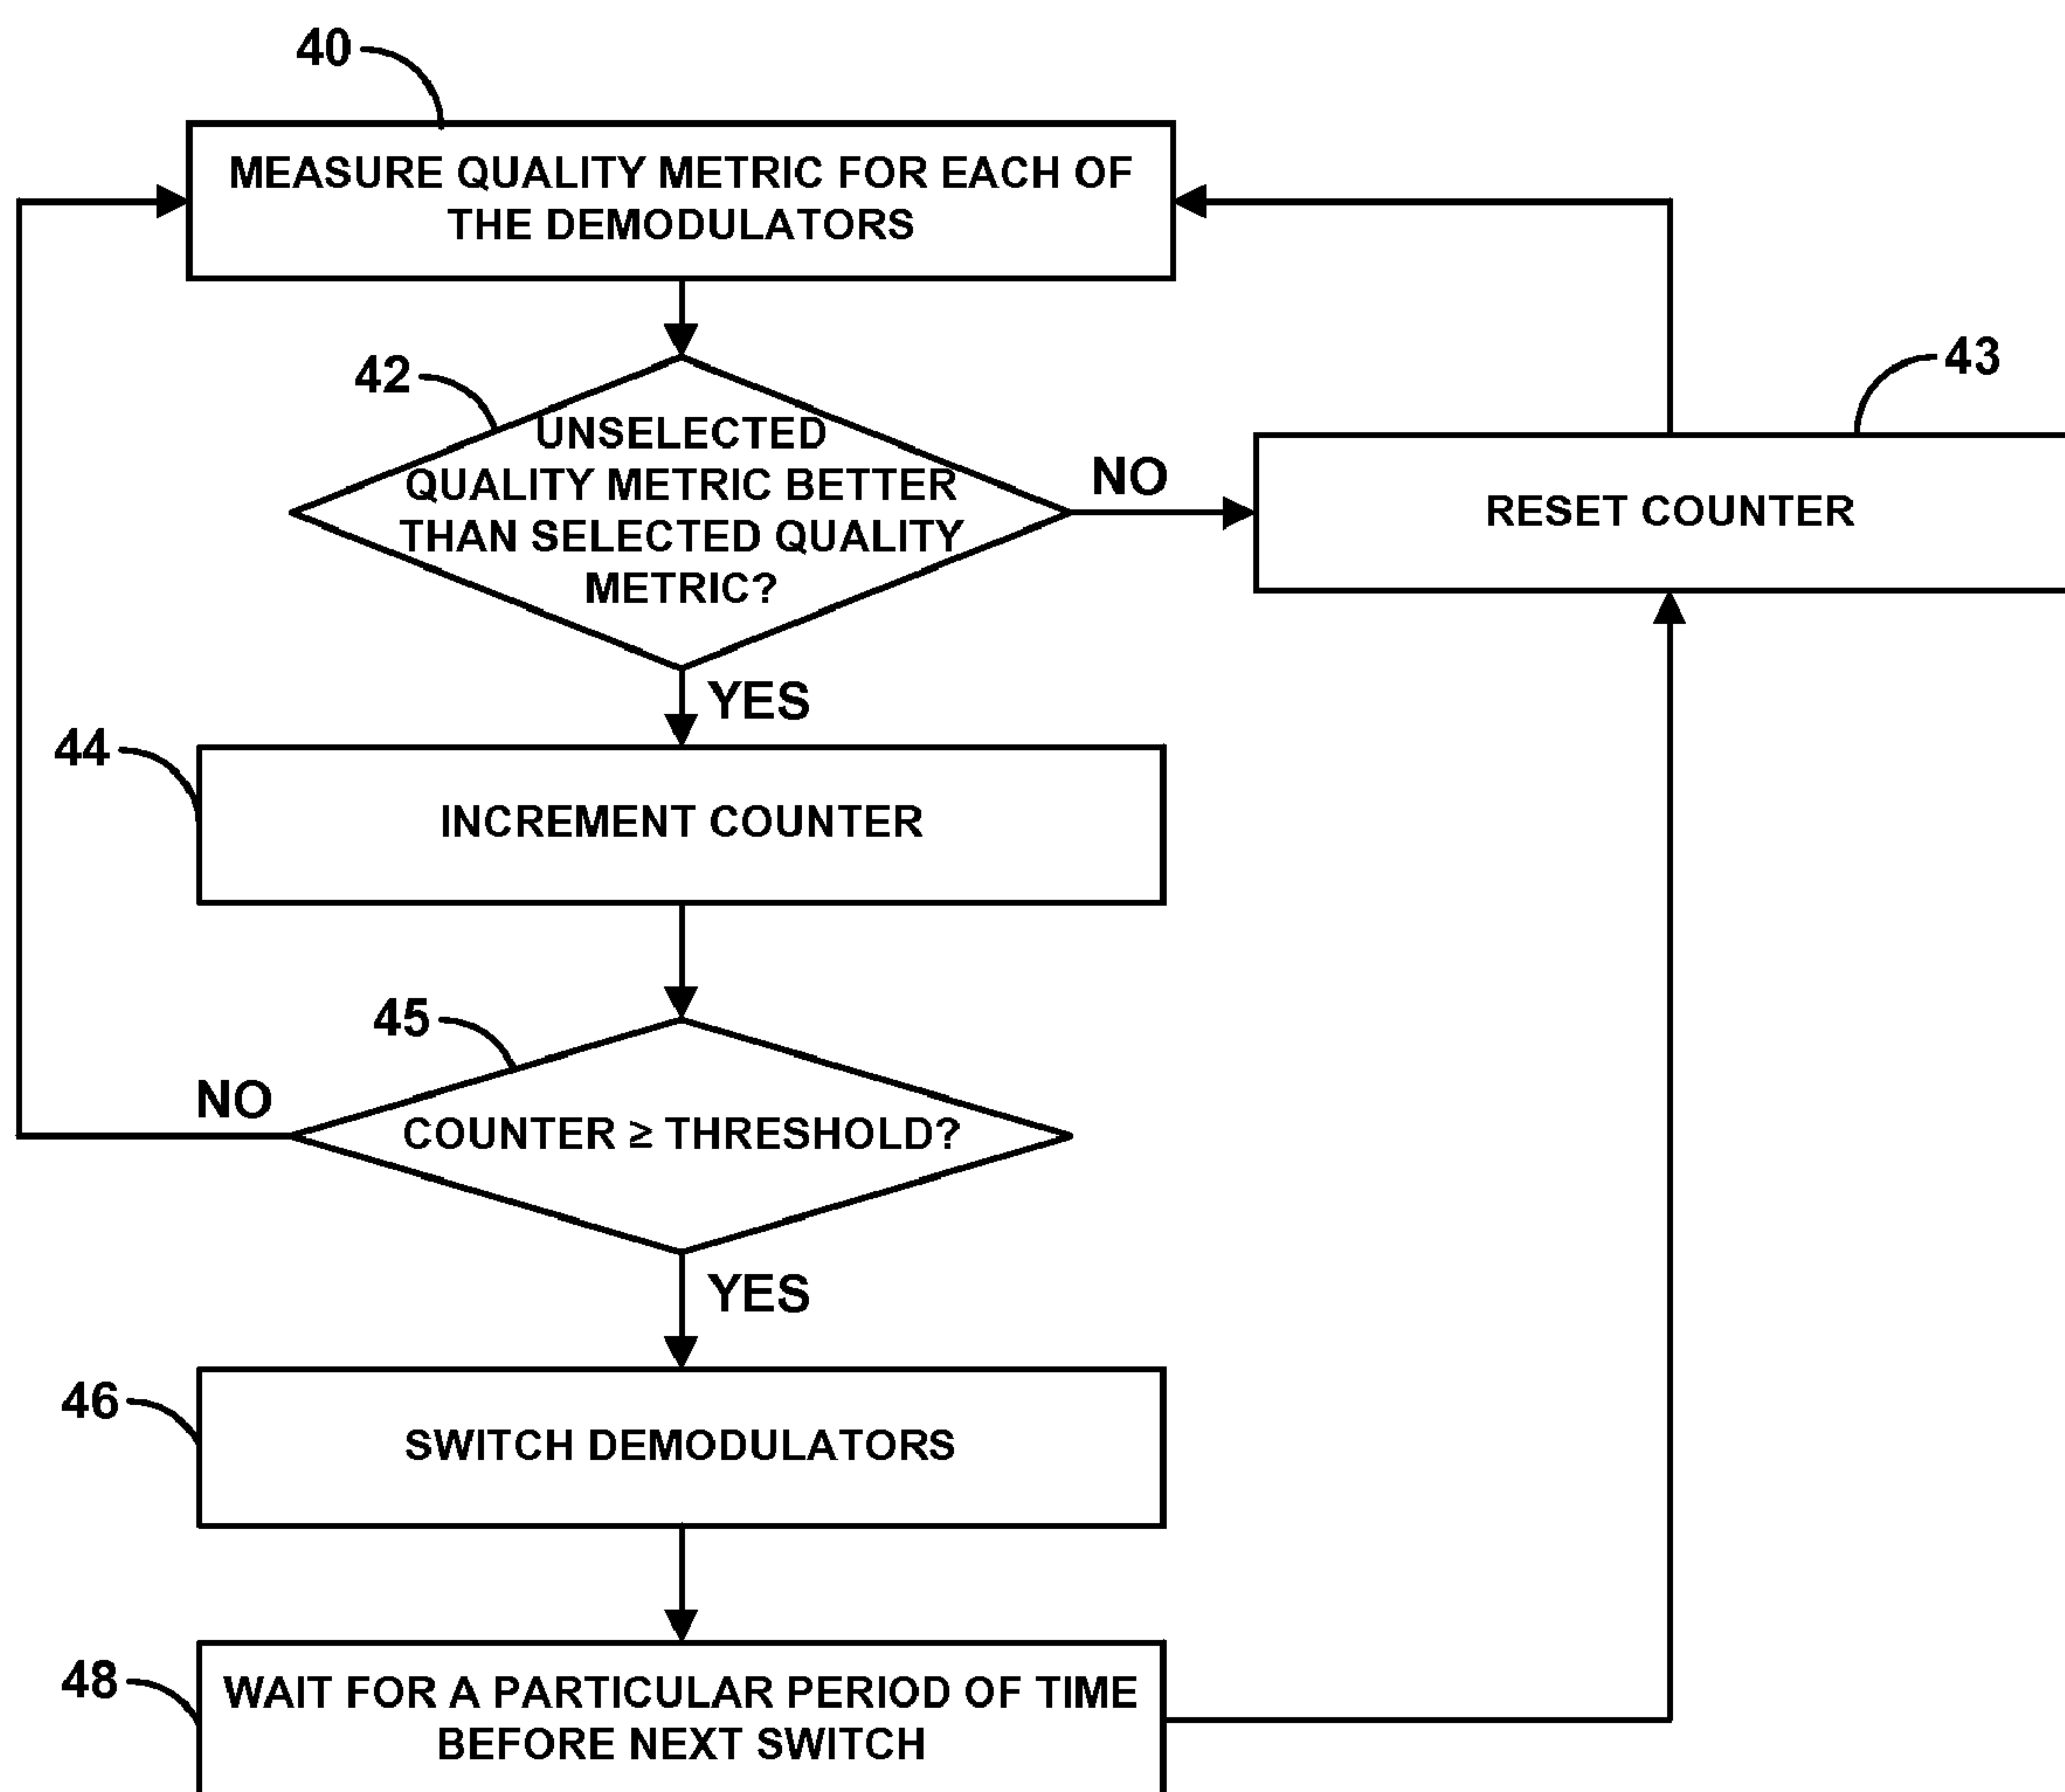 40
MEASURE QUALITY METRIC FOR EACH OF
THE DEMODULATORS
42
UNSELECTED
QUALITY METRIC BETTER
THAN SELECTED QUALITY
METRIC?
NO
43
RESET COUNTER
YES
44
INCREMENT COUNTER
45
NO
COUNTER ≥ THRESHOLD?
YES
46
SWITCH DEMODULATORS
48
WAIT FOR A PARTICULAR PERIOD OF TIME
BEFORE NEXT SWITCH